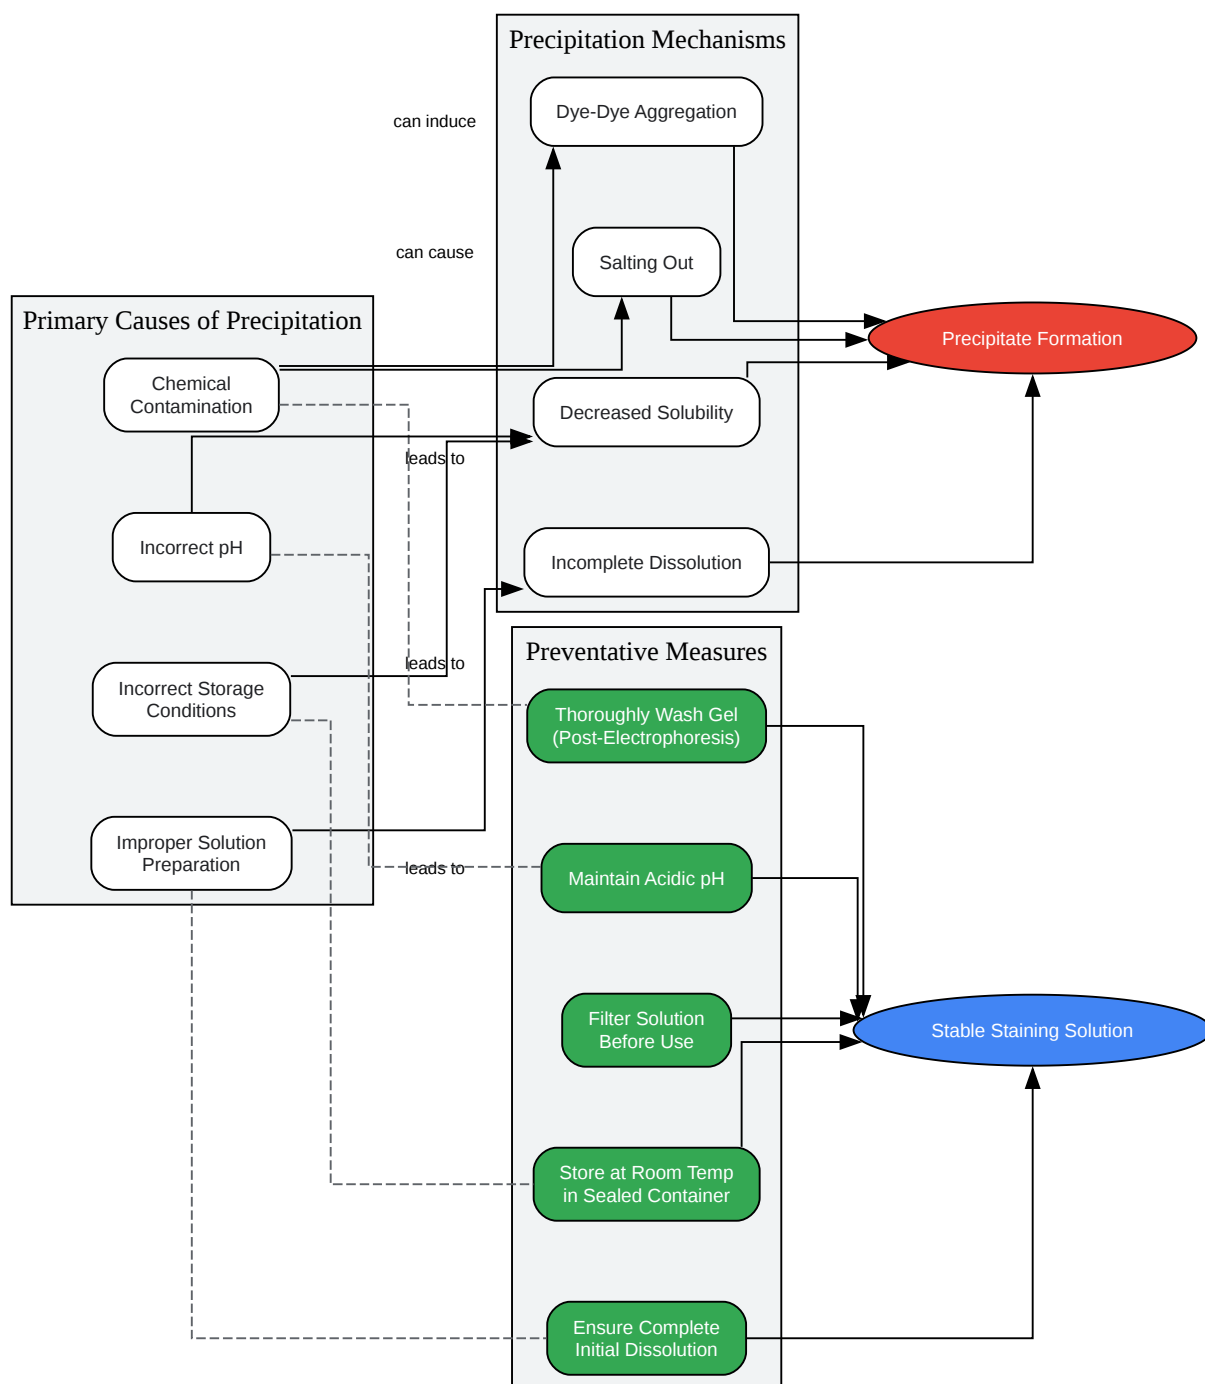 Precipitation Mechanisms
Dye-Dye Aggregation
can induce
Salting Out
can cause
Primary Causes of Precipitation
Precipitate Formation
Chemical
Contamination
Decreased Solubility
leads to
Incorrect pH
Incomplete Dissolution
Preventative Measures
leads to
Incorrect Storage
Conditions
Thoroughly Wash Gel
(Post-Electrophoresis)
Improper Solution
Preparation
leads to
Maintain Acidic pH
Filter Solution
Before Use
Stable Staining Solution
Store at Room Temp
in Sealed Container
Ensure Complete
Initial Dissolution